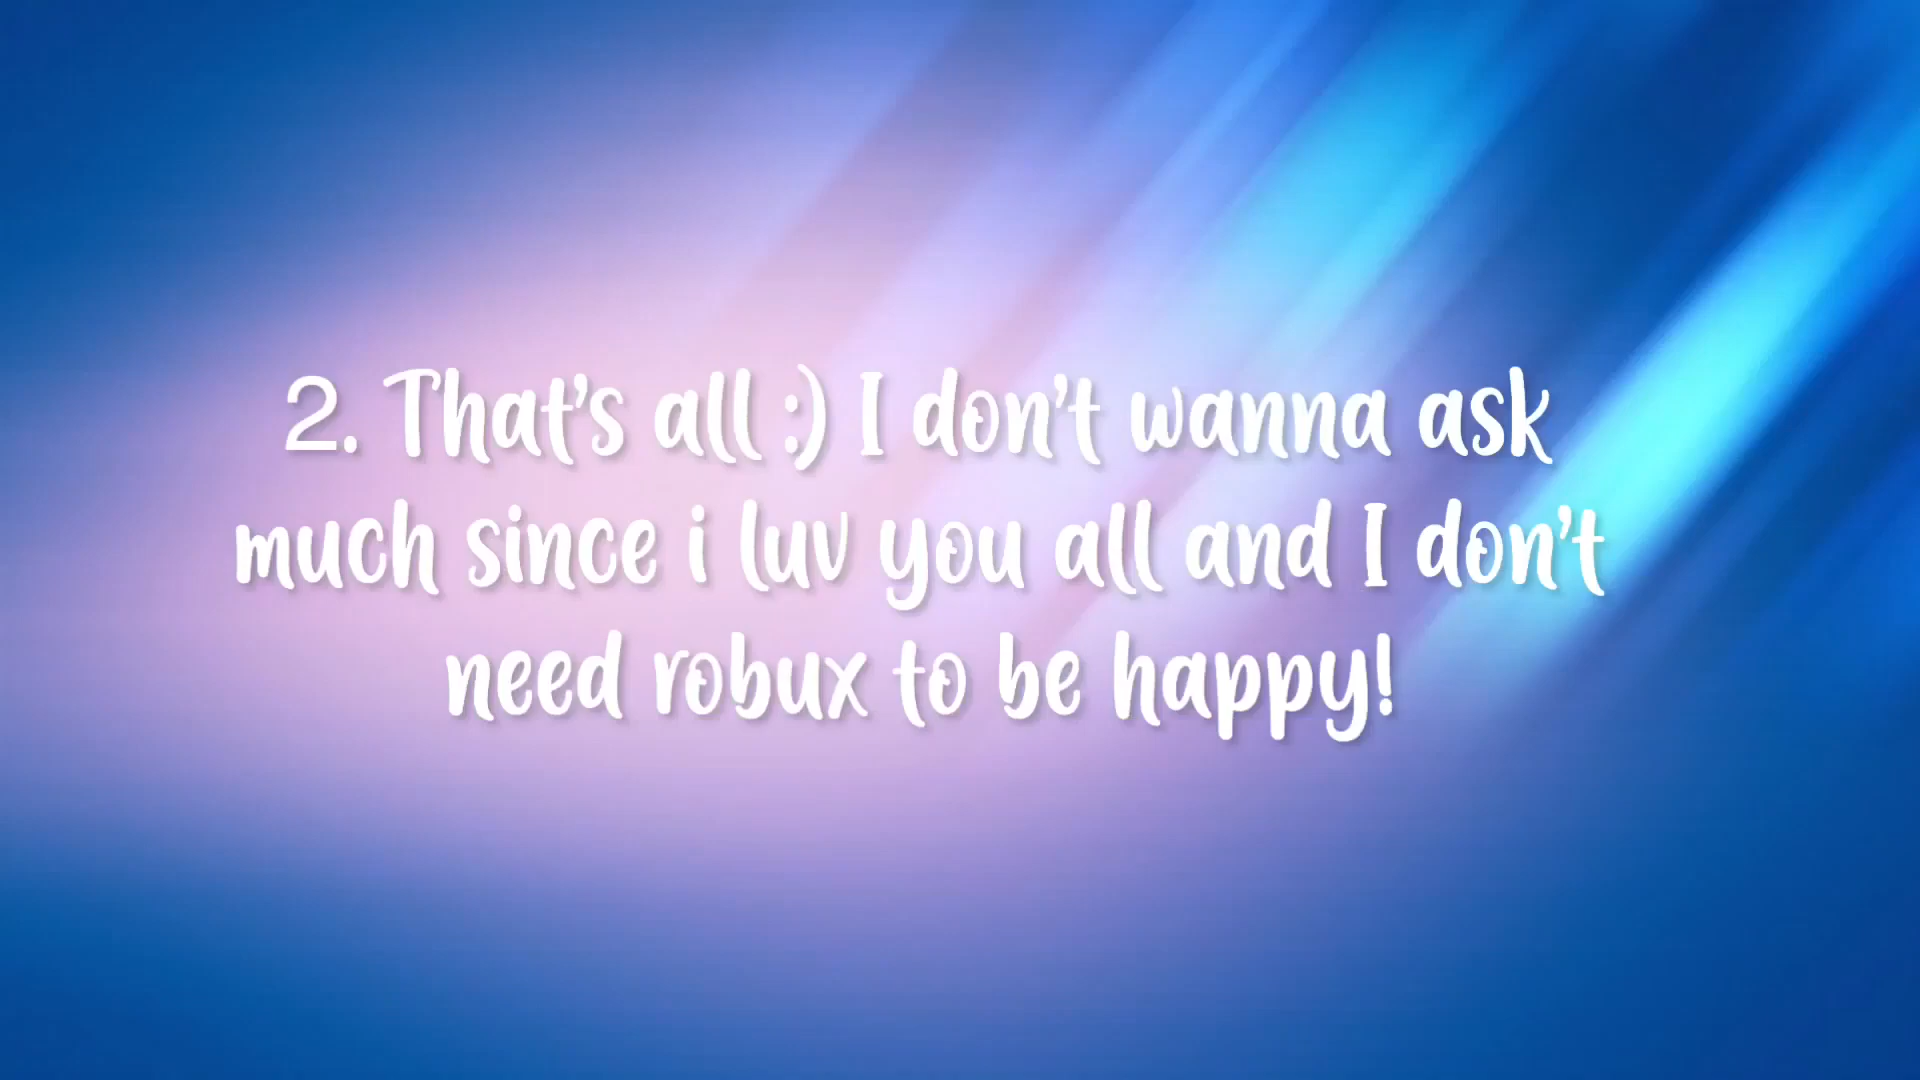 2. That's all :) I don't wanna ask
much since i luv you all and I don't
need robux to be happy!